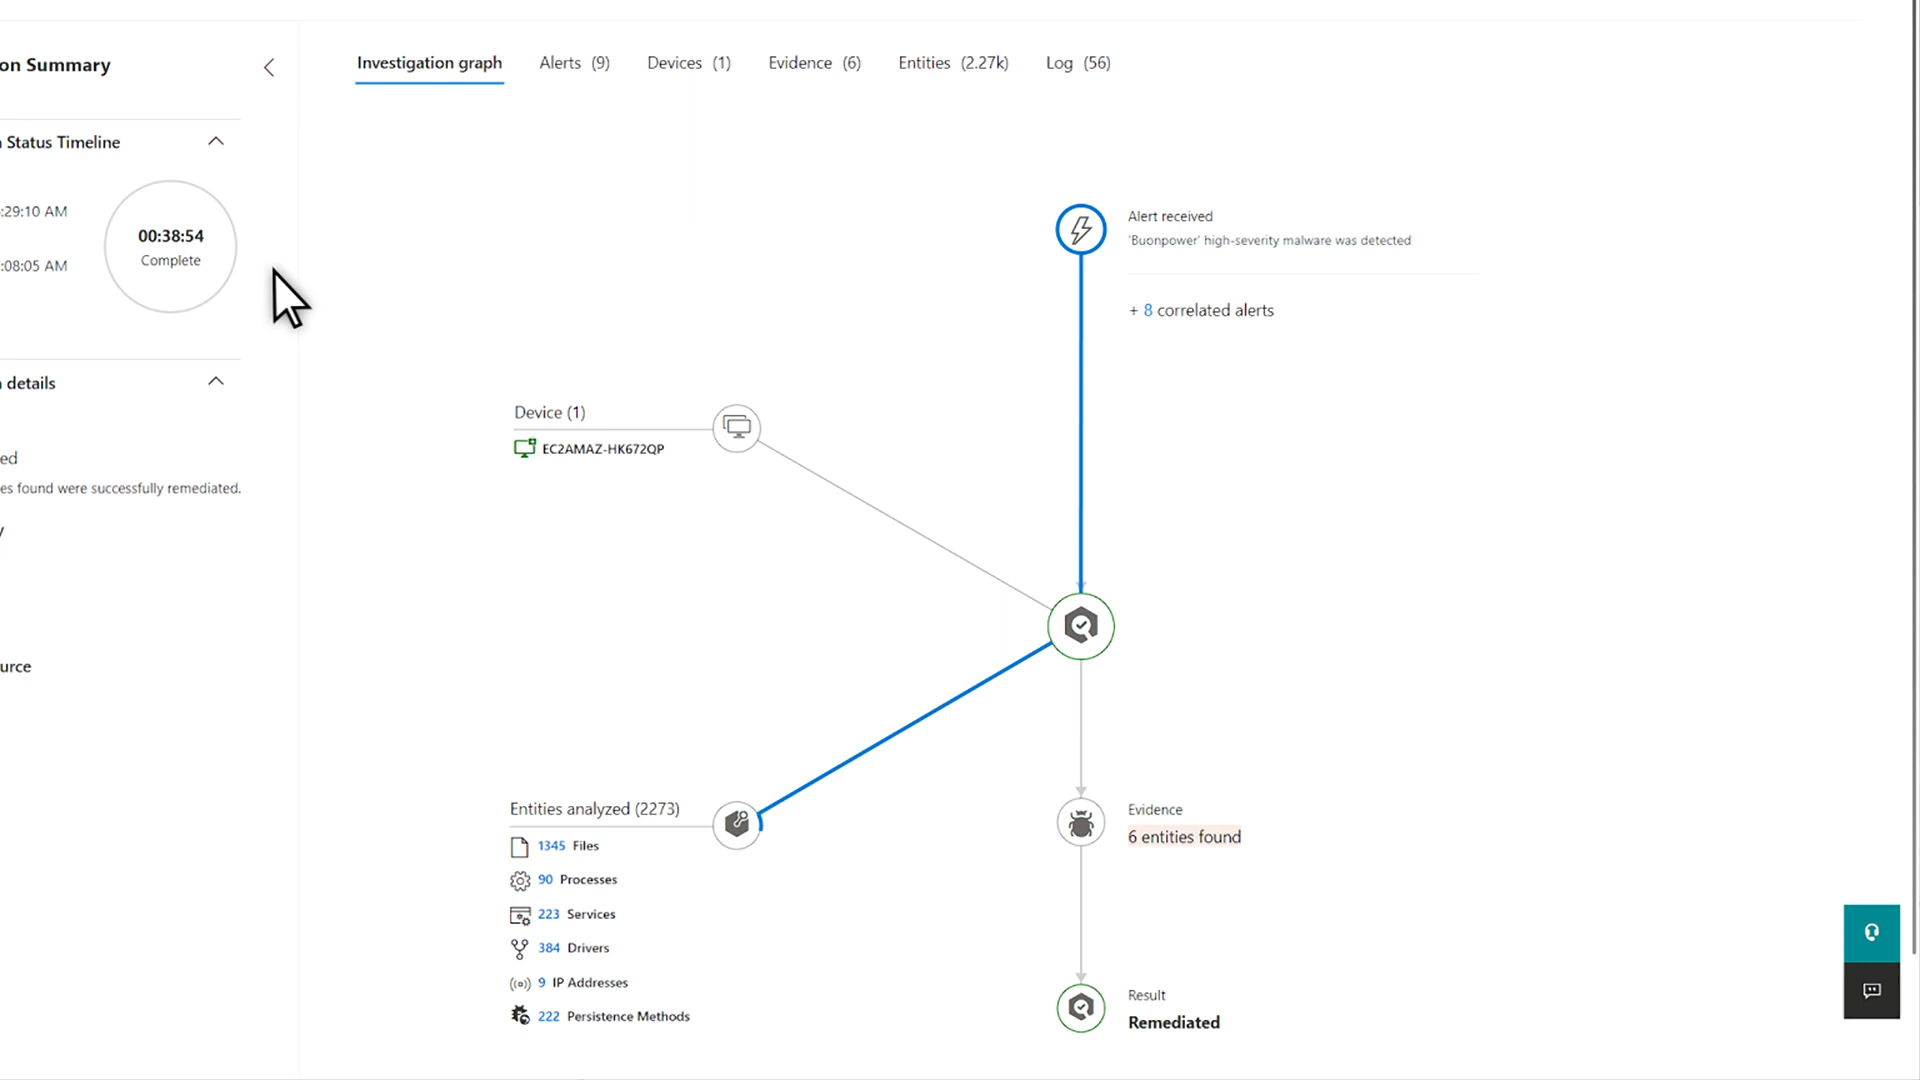 on Summary
Status Timeline
:29:10 AM
00:38:54
Complete
:08:05 AM
details
ed
es found were successfully remediated.
y
urce
Investigation graph Alerts (9) Devices (1) Evidence (6) Entities (2.27k) Log (56)
Alert received
'Buonpower' high-severity malware was detected
+ 8 correlated alerts
Device (1)
EC2AMAZ-HK672QP
Entities analyzed (2273)
1345 Files
90 Processes
223 Services
384 Drivers
9 IP Addresses
222 Persistence Methods
Evidence
6 entities found
Result
Remediated